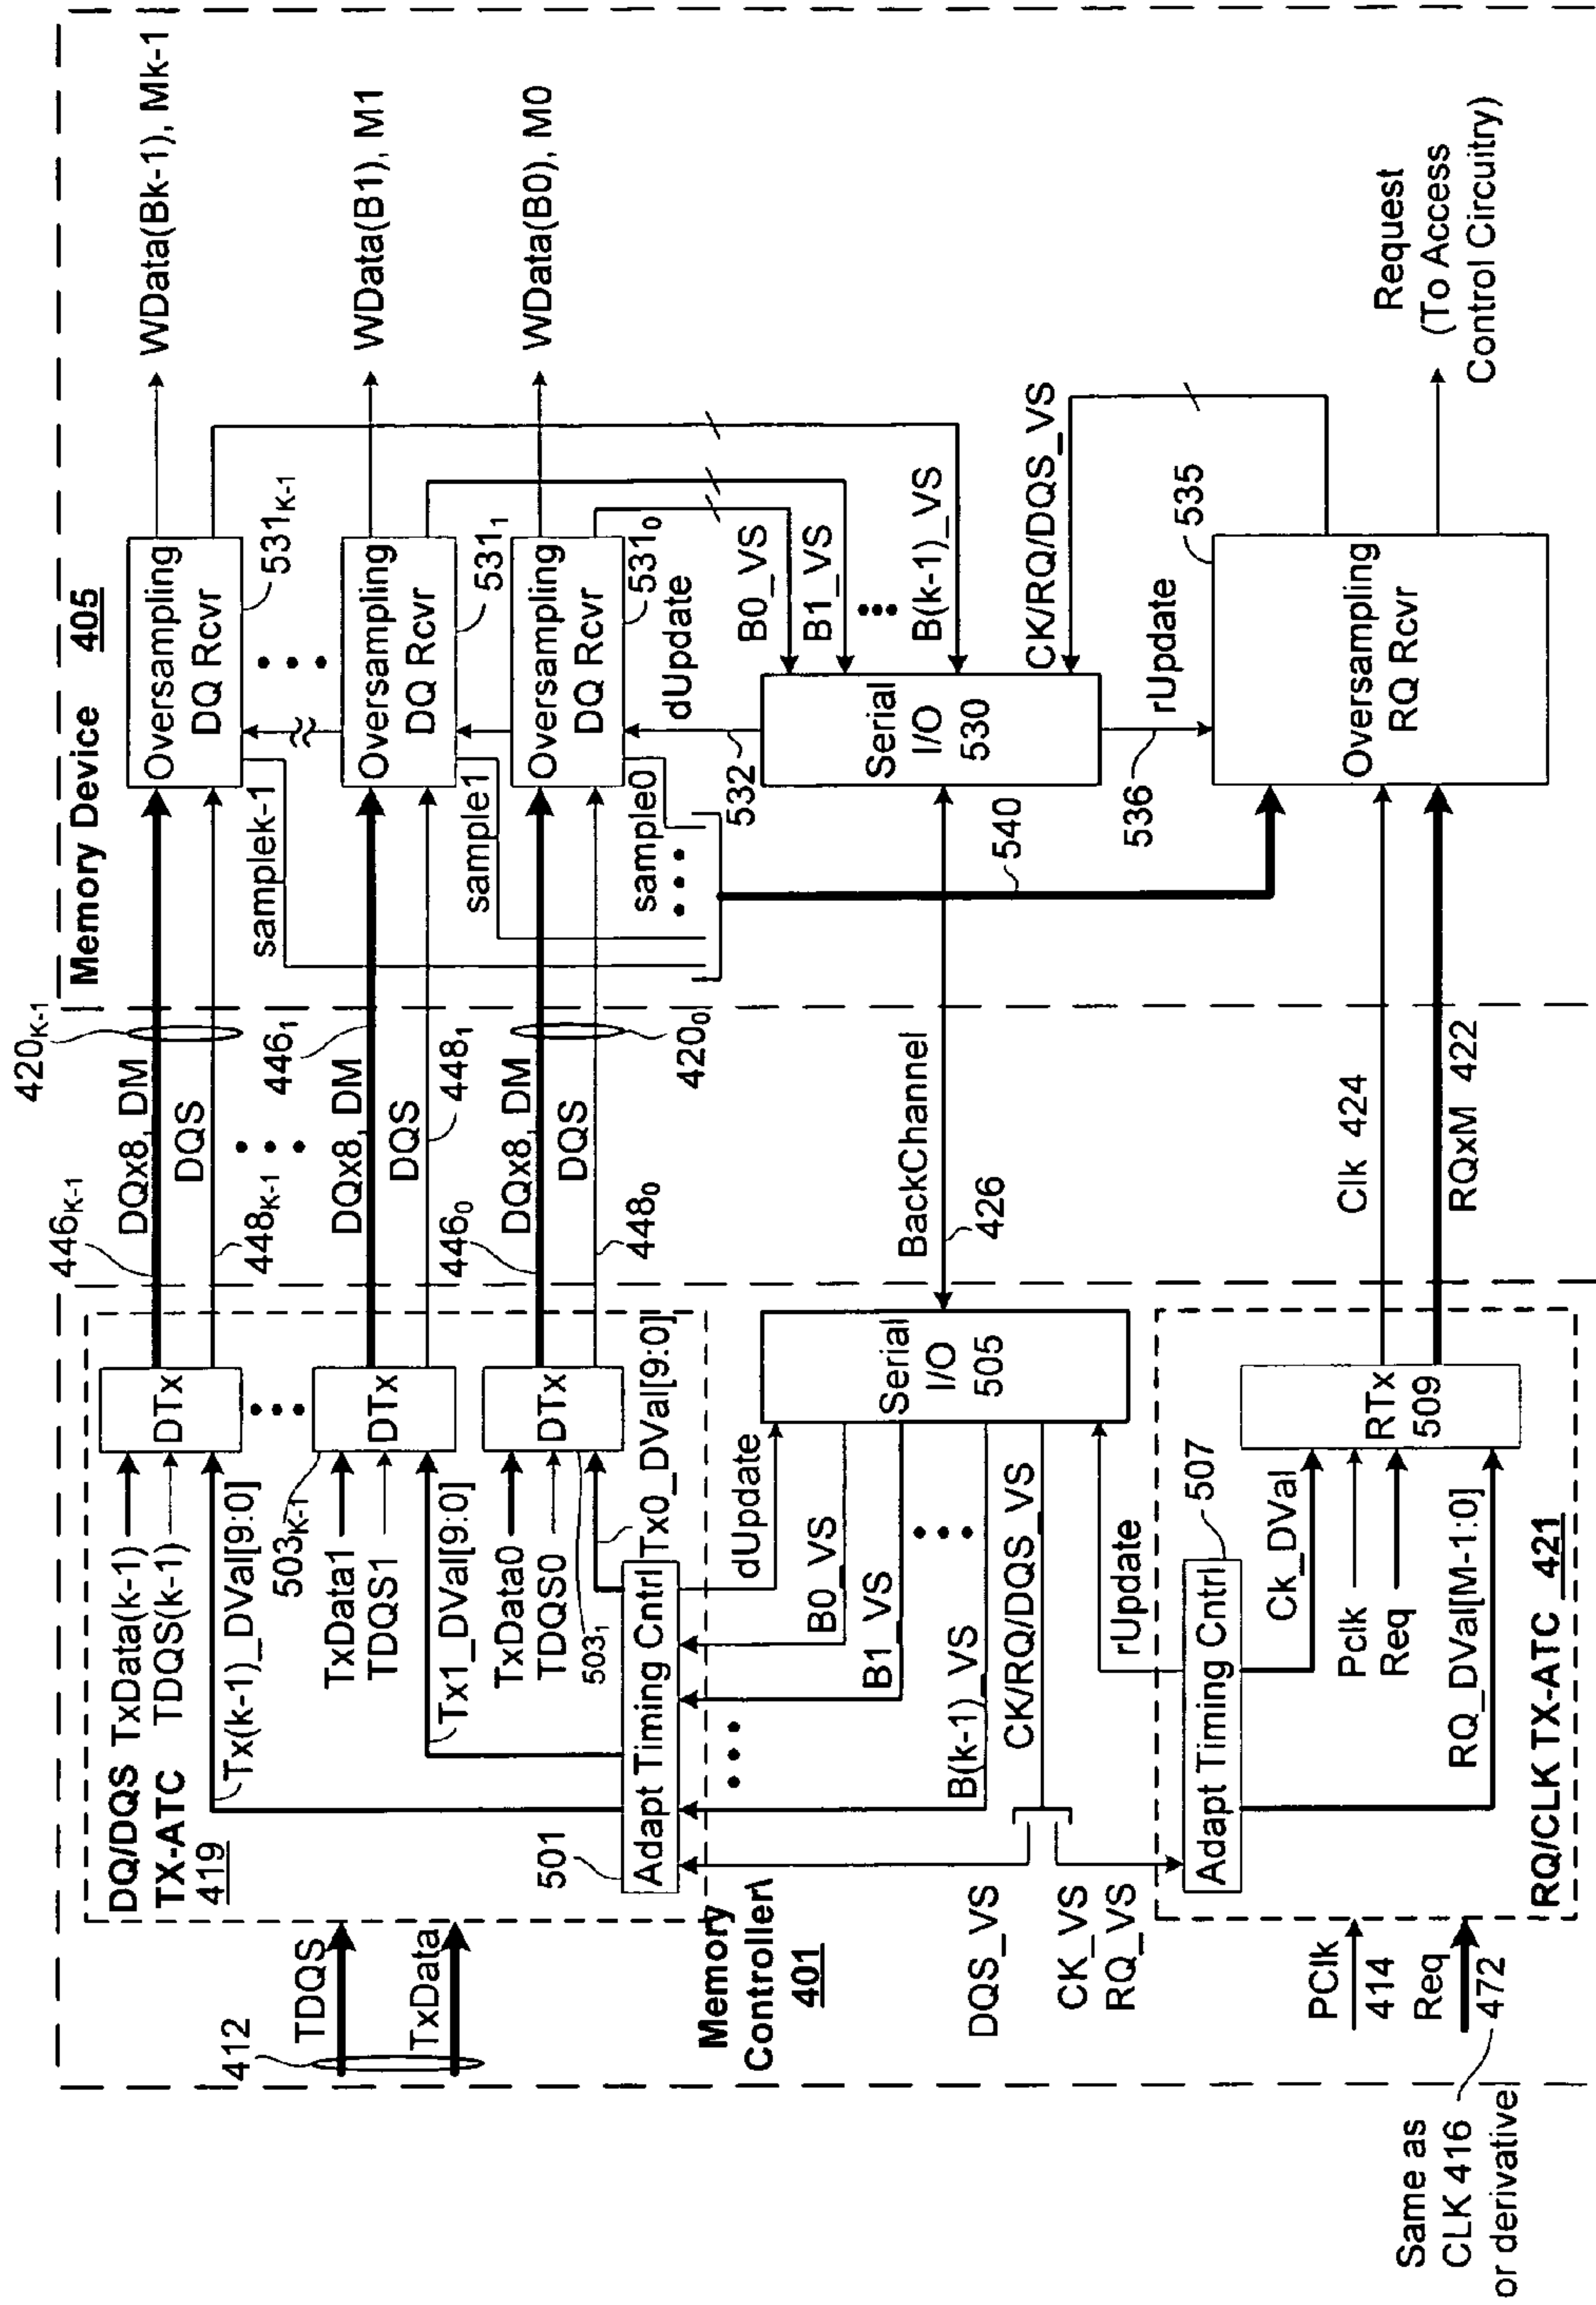 Memory Device 405
Oversampling
DQ Rcvr
531K-1
WData(Bk-1), Mk-1
Oversampling
DQ Rcvr
5311
WData(B1), M1
Oversampling
DQ Rcvr
5310
WData(B0), M0
samplek-1
sample1
sample0
dUpdate
532
B0_VS
B1_VS
B(k-1)_VS
CK/RQ/DQS_VS
Serial
I/O
530
540
536
rUpdate
535
Oversampling
RQ Rcvr
Request
(To Access
Control Circuitry)
420K-1
446K-1
DQx8, DM
DQS
448K-1
4461
DQx8, DM
DQS
4481
4460
DQx8, DM
DQS
4480
4200
BackChannel
426
Clk 424
RQxM 422
DQ/DQS
TX-ATC
419
TxData(k-1)
TDQS(k-1)
DTx
Tx(k-1)_DVal[9:0]
503K-1
TxData1
TDQS1
DTx
Tx1_DVal[9:0]
TxData0
TDQS0
DTx
5031
Tx0_DVal[9:0]
501
Adapt Timing Cntrl
dUpdate
B0_VS
B1_VS
B(k-1)_VS
CK/RQ/DQS_VS
rUpdate
Serial
I/O
505
412
TDQS
TxData
Memory
Controller\
401
DQS_VS
CK_VS
RQ_VS
507
Adapt Timing Cntrl
Ck_DVal
Pclk
Req
RQ_DVal[M-1:0]
RTx
509
RQ/CLK TX-ATC 421
PClk
414
Req
472
Same as
CLK 416
or derivative